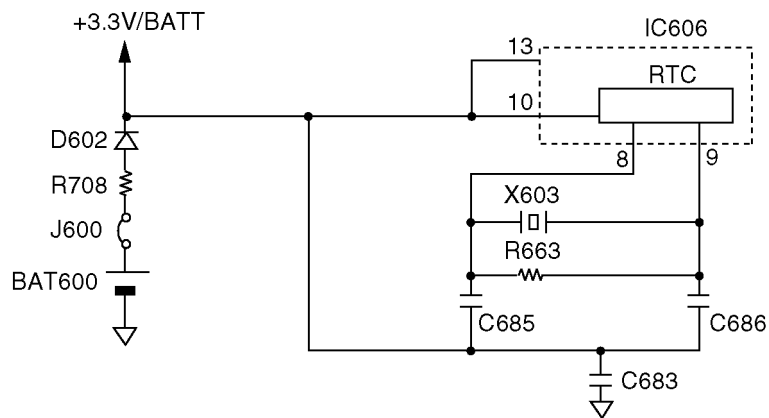 +3.3V/BATT
IC606
13
RTC
10
D602
8
9
R708
X603
J600
R663
BAT600
C685
C686
C683